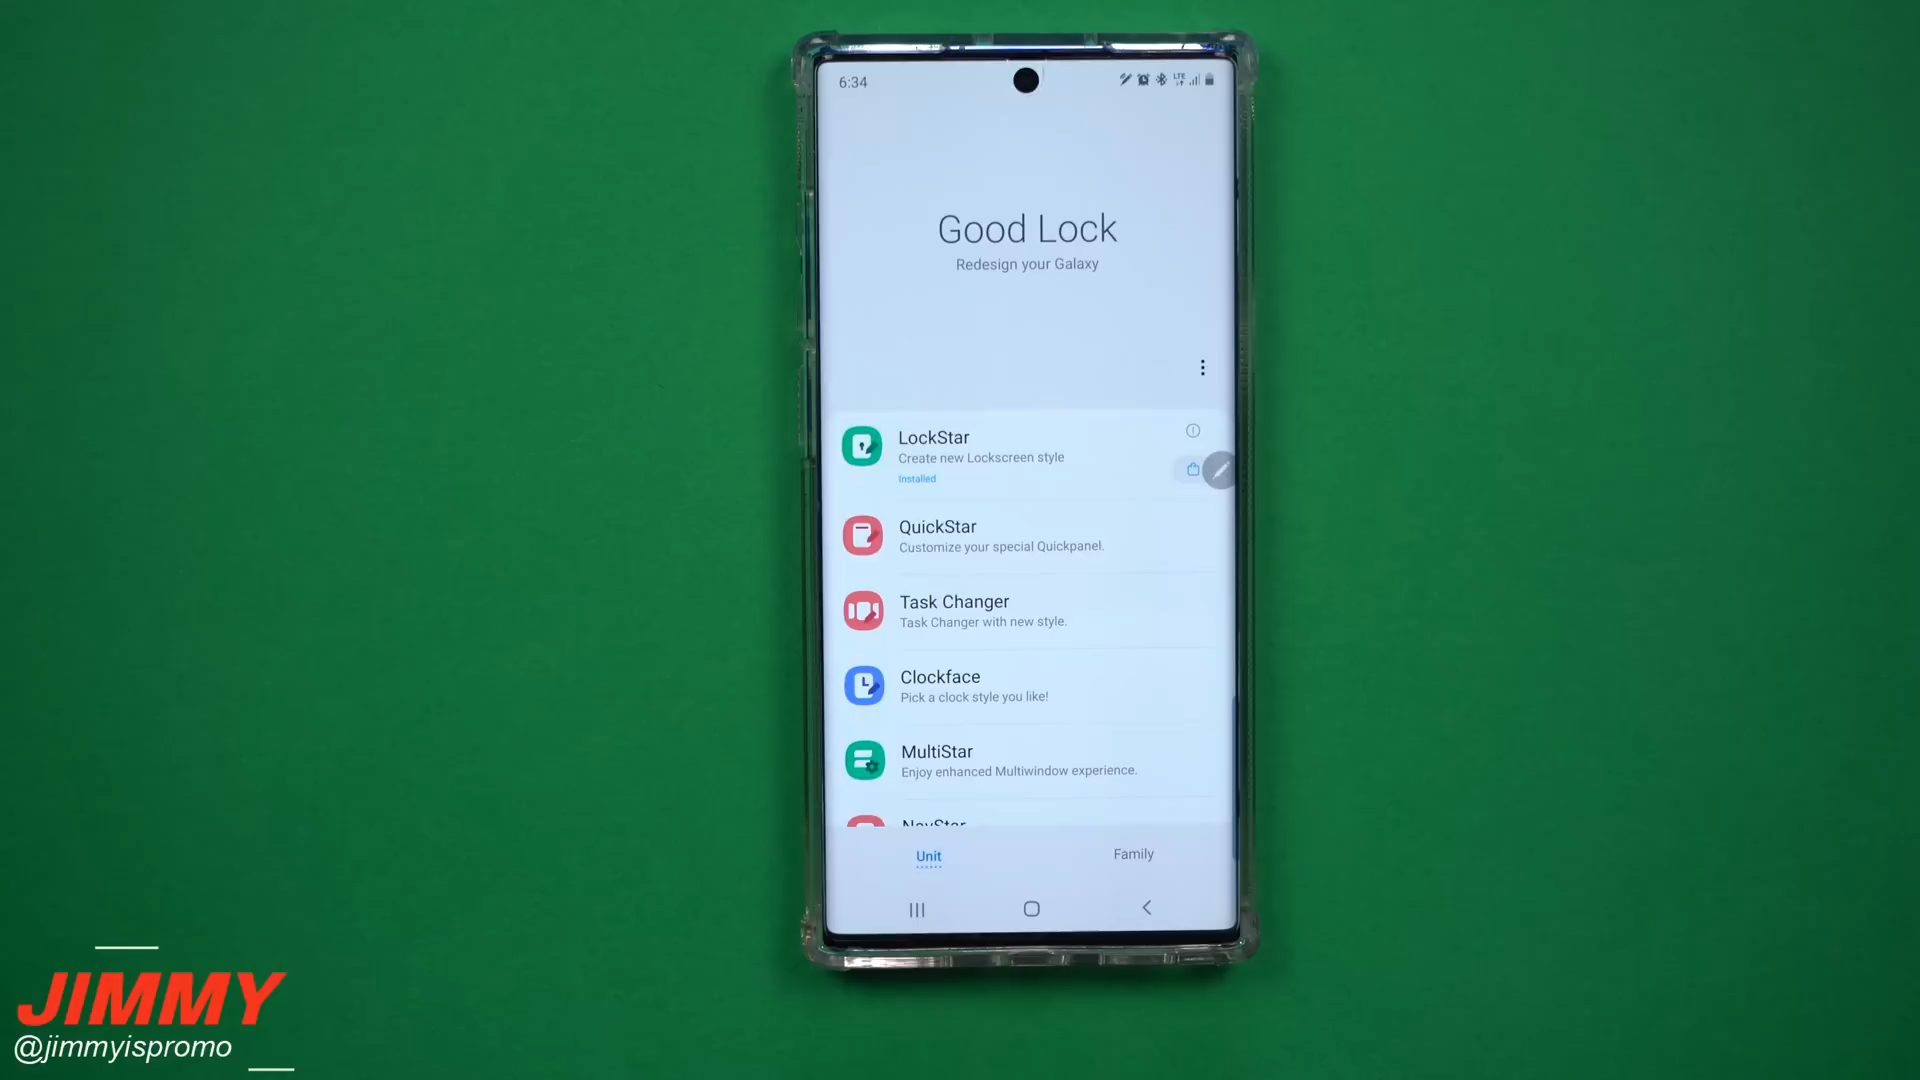 6:34
LTE
Good Lock
Redesign your Galaxy
LockStar
Create new Lockscreen style
Installed
QuickStar
Customize your special Quickpanel.
Task Changer
Task Changer with new style.
Clockface
Pick a clock style you like!
MultiStar
Enjoy enhanced Multiwindow experience.
NavStar
Unit
Family
JIMMY
@jimmyispromo